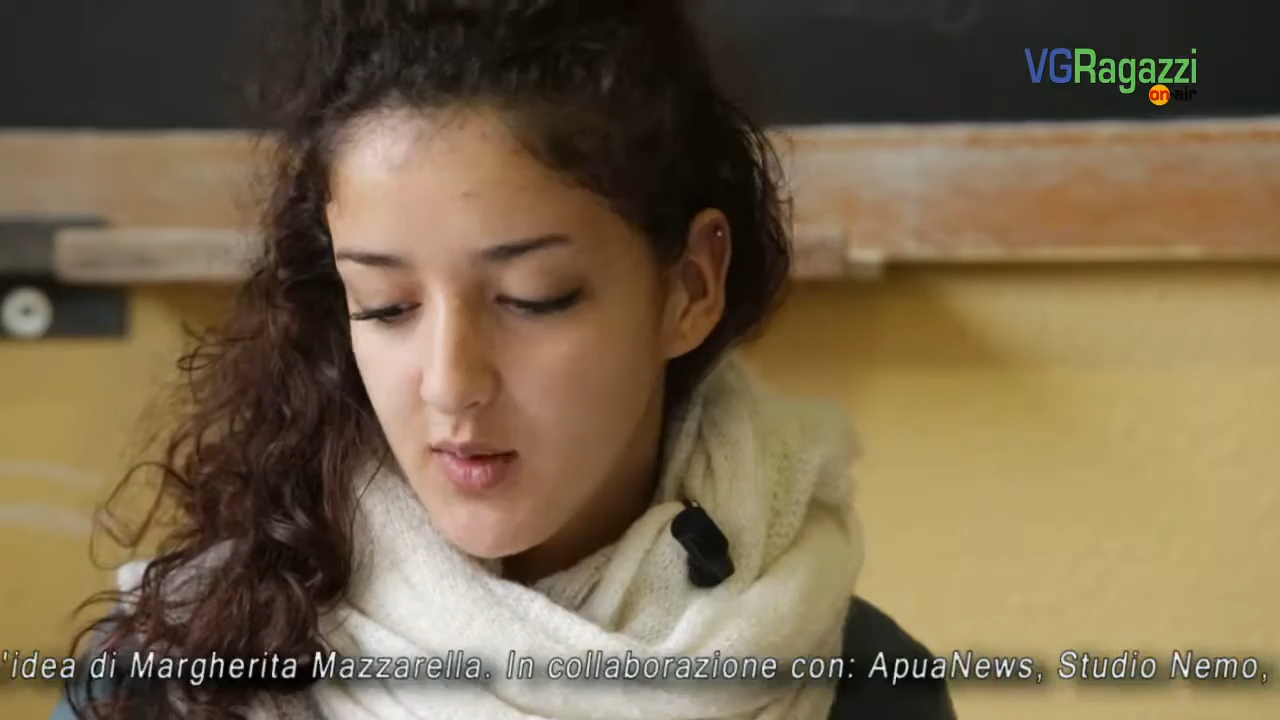 VGRagazzi
on-air
'idea di Margherita Mazzarella. In collaborazione con: ApuaNews, Studio Nemo,